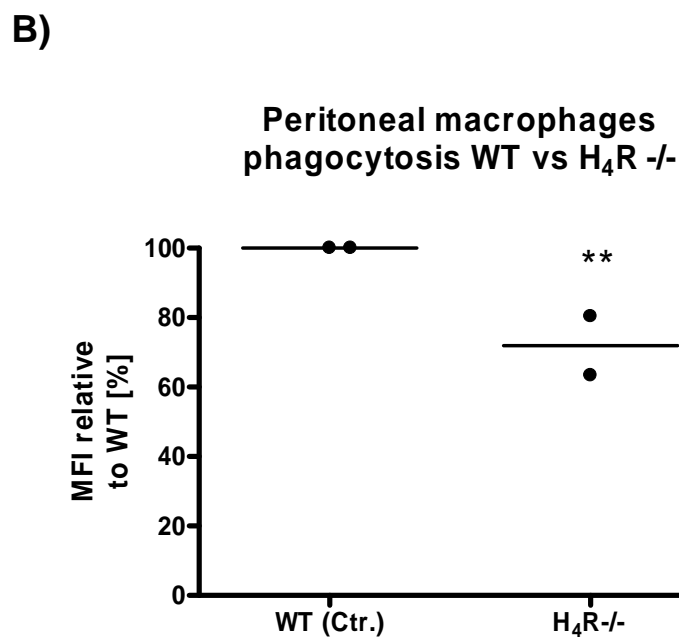 B)
Peritoneal macrophages
phagocytosis WT vs H₄R -/-
MFI relative
to WT [%]
100
80
60
40
20
0
**
WT (Ctr.)
H₄R-/-